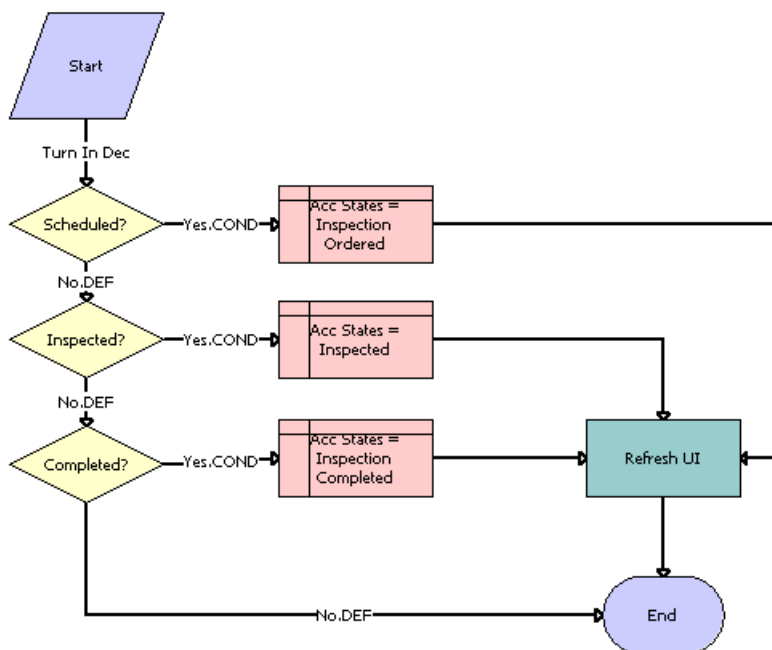 Start
Turn In Dec
Scheduled?
Yes.COND
Acc States =
Inspection
Ordered
No.DEF
Inspected?
Yes.COND
Acc States =
Inspected
No.DEF
Completed?
Yes.COND
Acc States =
Inspection
Completed
Refresh UI
No.DEF
End